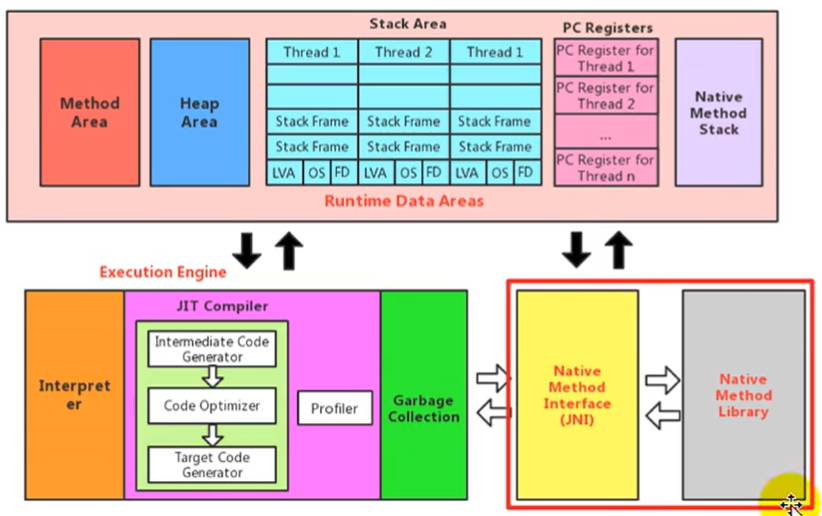 Stack Area
PC Registers
Method
Area
Heap
Area
Thread 1
Thread 2
Thread 1
Stack Frame
Stack Frame
Stack Frame
Stack Frame
Stack Frame
Stack Frame
LVA
OS
FD
LVA
OS
FD
LVA
OS
FD
PC Register for
Thread 1
PC Register for
Thread 2
...
PC Register for
Thread n
Native
Method
Stack
Runtime Data Areas
Execution Engine
Interpret
er
JIT Compiler
Intermediate Code
Generator
Code Optimizer
Target Code
Generator
Profiler
Garbage
Collection
Native
Method
Interface
(JNI)
Native
Method
Library